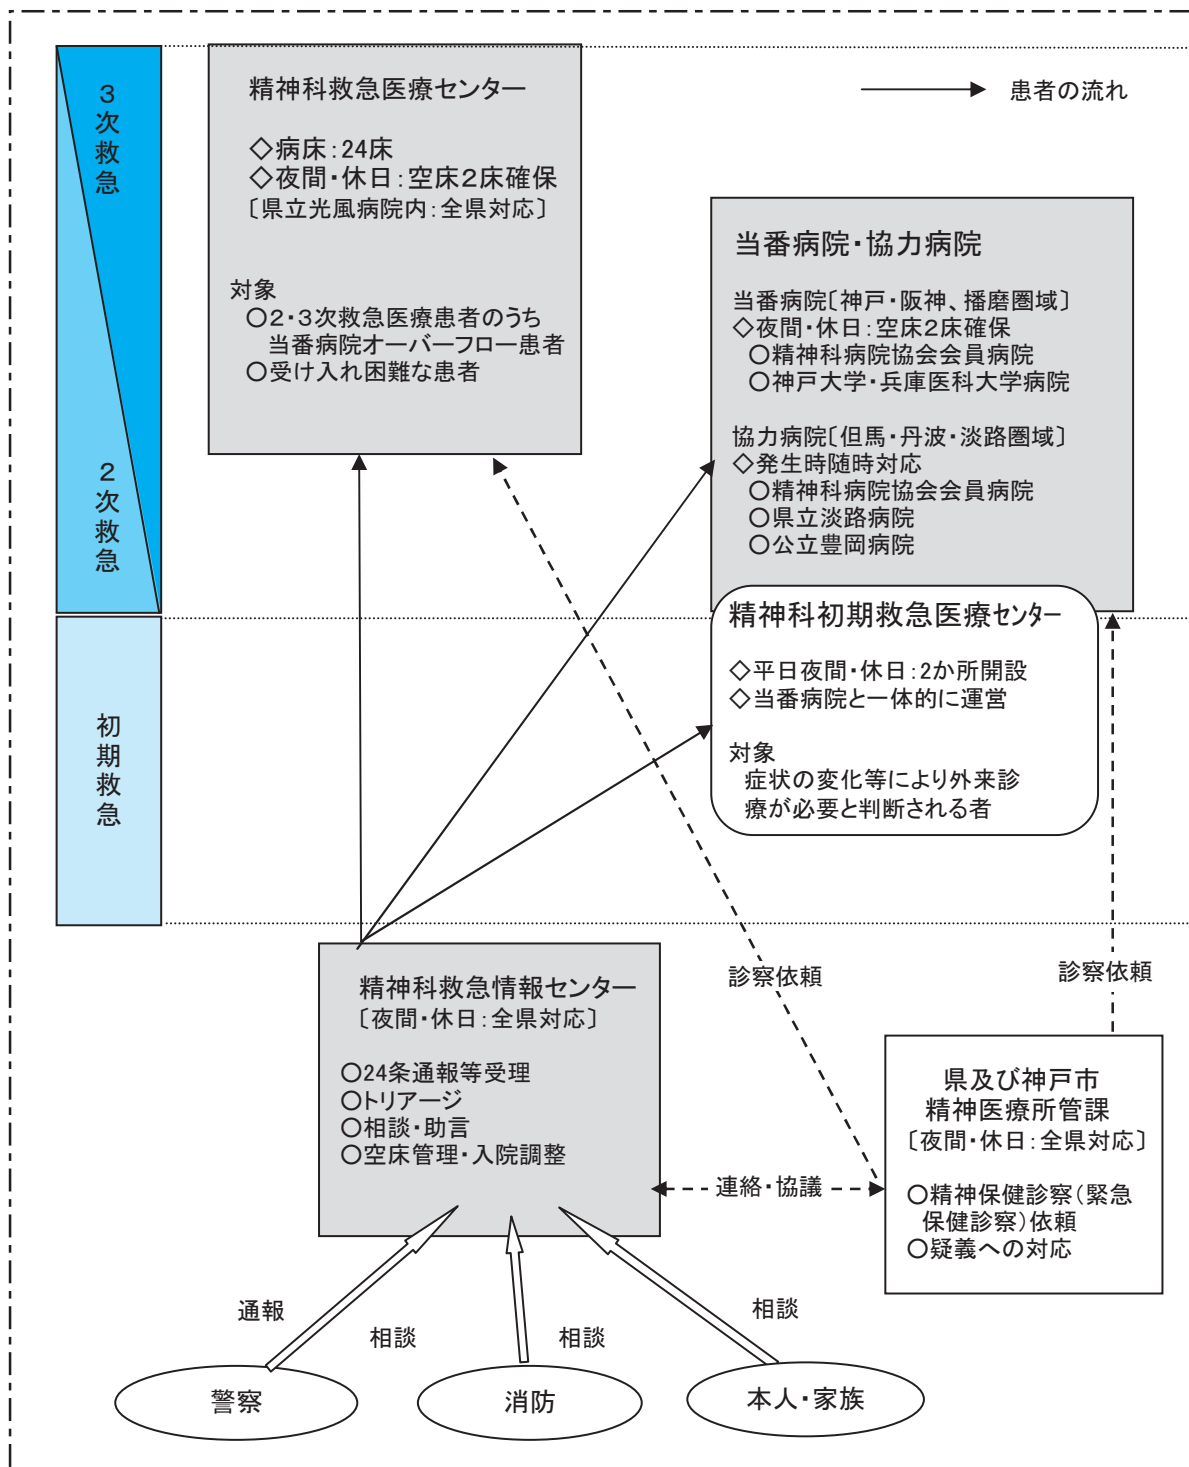 3次救急
2次救急
初期救急
精神科救急医療センター
◇病床：24床
◇夜間・休日：空床2床確保
〔県立光風病院内：全県対応〕
対象
○2・3次救急医療患者のうち
当番病院オーバーフロー患者
○受け入れ困難な患者
患者の流れ
当番病院・協力病院
当番病院〔神戸・阪神、播磨圏域〕
◇夜間・休日：空床2床確保
○精神科病院協会会員病院
○神戸大学・兵庫医科大学病院
協力病院〔但馬・丹波・淡路圏域〕
◇発生時随時対応
○精神科病院協会会員病院
○県立淡路病院
○公立豊岡病院
精神科初期救急医療センター
◇平日夜間・休日：2か所開設
◇当番病院と一体的に運営
対象
症状の変化等により外来診
療が必要と判断される者
診察依頼
診察依頼
精神科救急情報センター
〔夜間・休日：全県対応〕
○24条通報等受理
○トリアージ
○相談・助言
○空床管理・入院調整
連絡・協議
県及び神戸市
精神医療所管課
〔夜間・休日：全県対応〕
○精神保健診察（緊急
保健診察）依頼
○疑義への対応
通報
相談
相談
相談
警察
消防
本人・家族